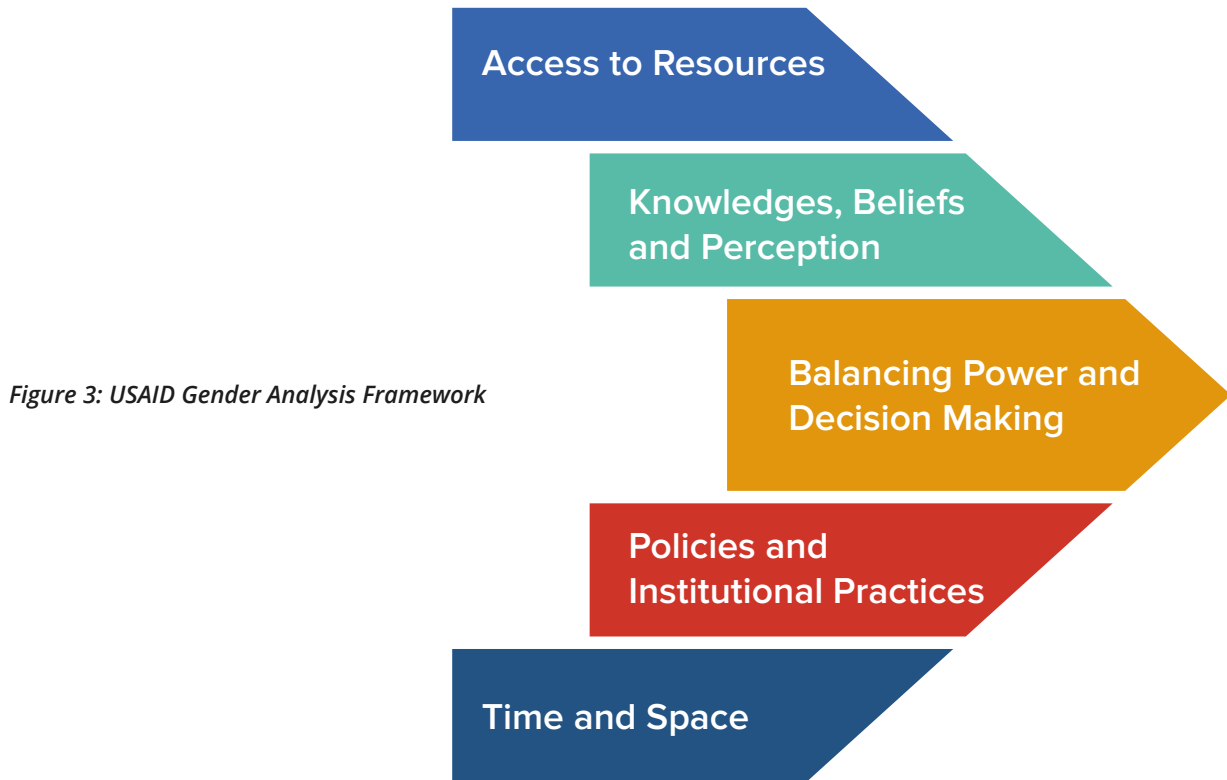 Access to Resources
Knowledges, Beliefs
and Perception
Balancing Power and
Decision Making
Figure 3: USAID Gender Analysis Framework
Policies and
Institutional Practices
Time and Space